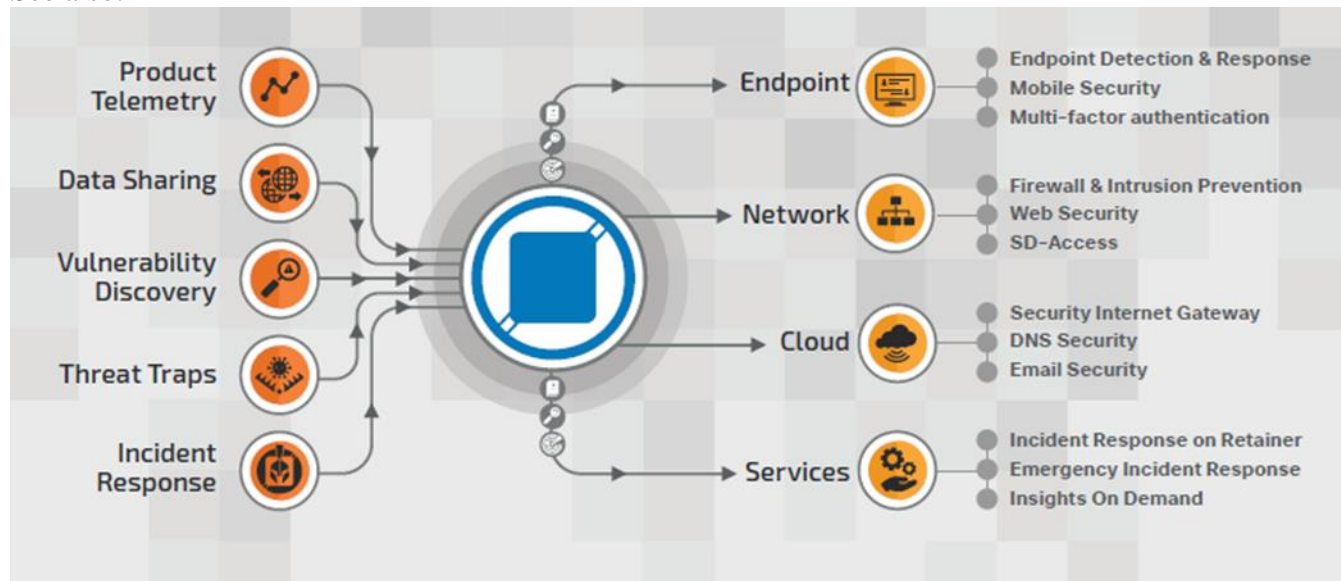 Product
Telemetry
Data Sharing
Vulnerability
Discovery
Threat Traps
Incident
Response
Endpoint
Endpoint Detection & Response
Mobile Security
Multi-factor authentication
Network
Firewall & Intrusion Prevention
Web Security
SD-Access
Cloud
Security Internet Gateway
DNS Security
Email Security
Services
Incident Response on Retainer
Emergency Incident Response
Insights On Demand